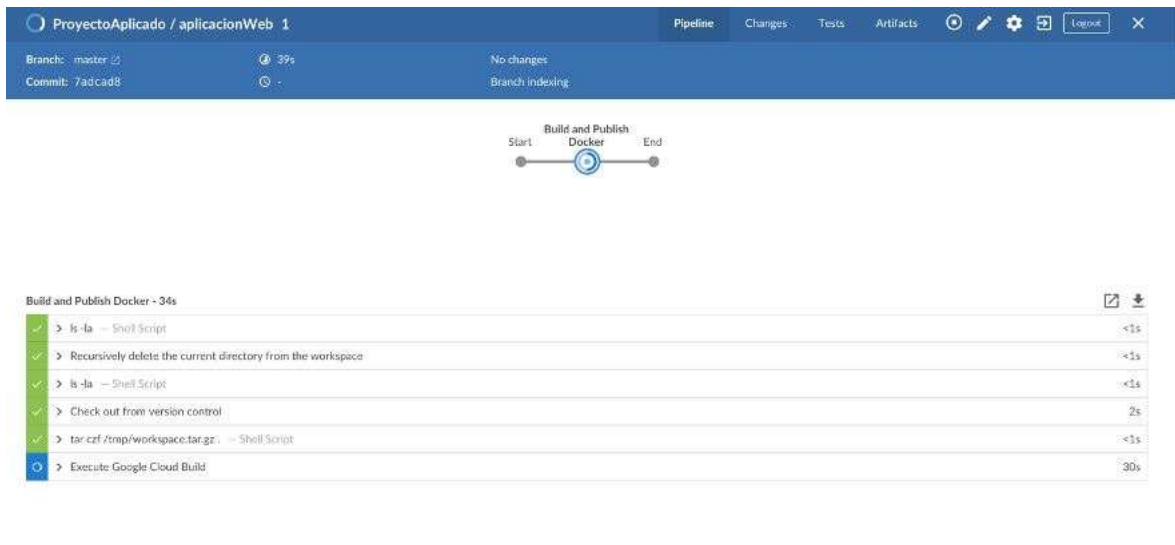 ProyectoAplicado / aplicacionWeb 1 Pipeline Changes Tests Artifacts Logout
Branch: master 39s No changes
Commit: 7adcad8 - Branch indexing
Build and Publish
Start Docker End
Build and Publish Docker - 34s
ls -la — Shell Script <1s
Recursively delete the current directory from the workspace <1s
ls -la — Shell Script <1s
Check out from version control 2s
tar czf /tmp/workspace.tar.gz . — Shell Script <1s
Execute Google Cloud Build 30s